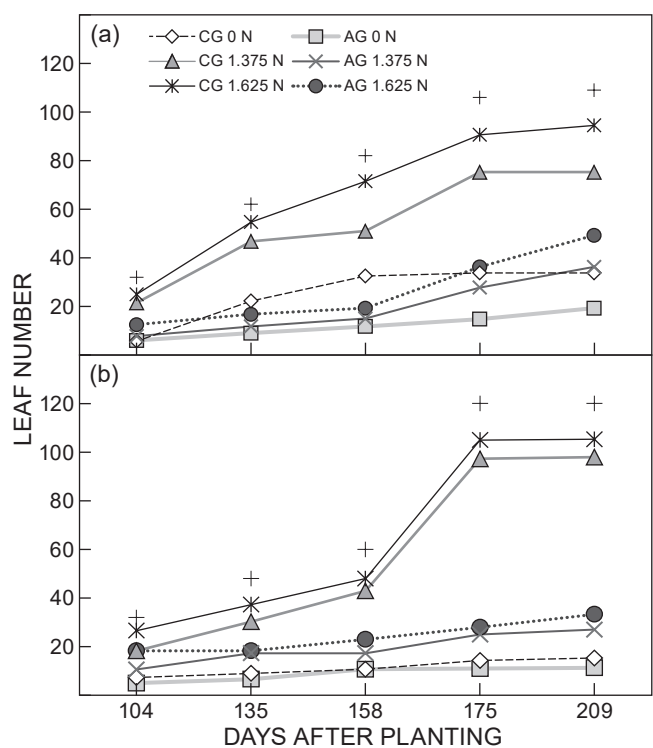 (a)
CG 0 N AG 0 N
CG 1.375 N AG 1.375 N
CG 1.625 N AG 1.625 N
120
100
80
60
40
20
LEAF NUMBER
(b)
120
100
80
60
40
20
104 135 158 175 209
DAYS AFTER PLANTING